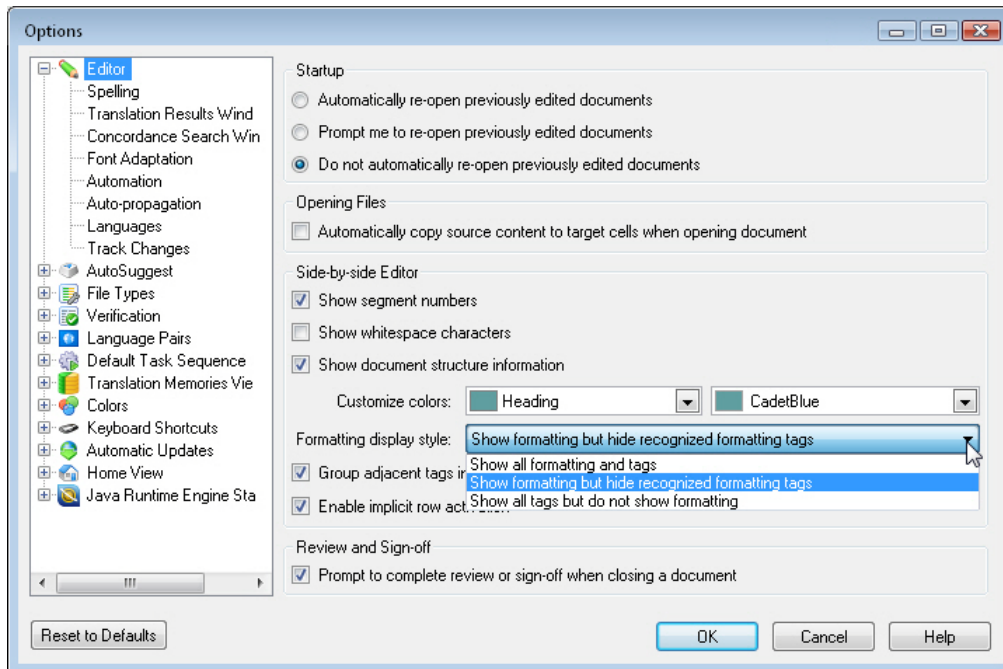 Options
Editor
Spelling
Translation Results Wind
Concordance Search Win
Font Adaptation
Automation
Auto-propagation
Languages
Track Changes
AutoSuggest
File Types
Verification
Language Pairs
Default Task Sequence
Translation Memories Vie
Colors
Keyboard Shortcuts
Automatic Updates
Home View
Java Runtime Engine Sta
Startup
Automatically re-open previously edited documents
Prompt me to re-open previously edited documents
Do not automatically re-open previously edited documents
Opening Files
Automatically copy source content to target cells when opening document
Side-by-side Editor
Show segment numbers
Show whitespace characters
Show document structure information
Customize colors: Heading CadetBlue
Formatting display style: Show formatting but hide recognized formatting tags
Show all formatting and tags
Group adjacent tags i
Show formatting but hide recognized formatting tags
Show all tags but do not show formatting
Enable implicit row act
Review and Sign-off
Prompt to complete review or sign-off when closing a document
Reset to Defaults OK Cancel Help